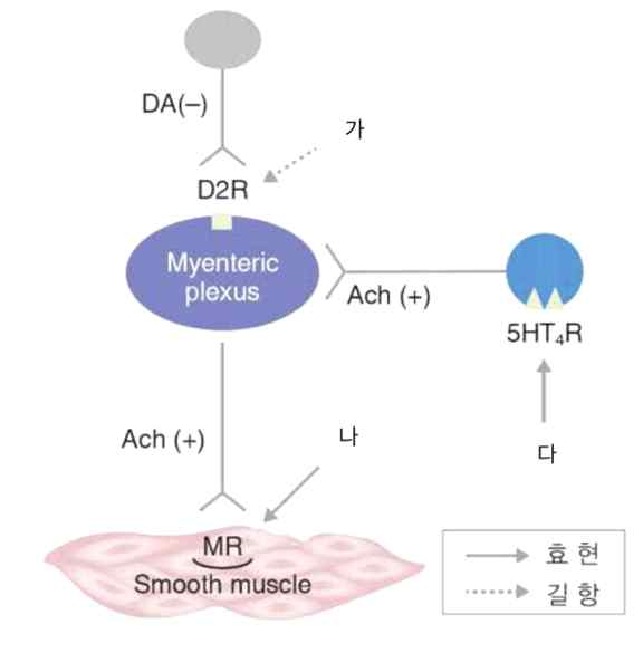 DA(–)
가
D2R
Myenteric
plexus
Ach (+)
5HT₄R
Ach (+)
나
다
MR
Smooth muscle
효 현
길 항